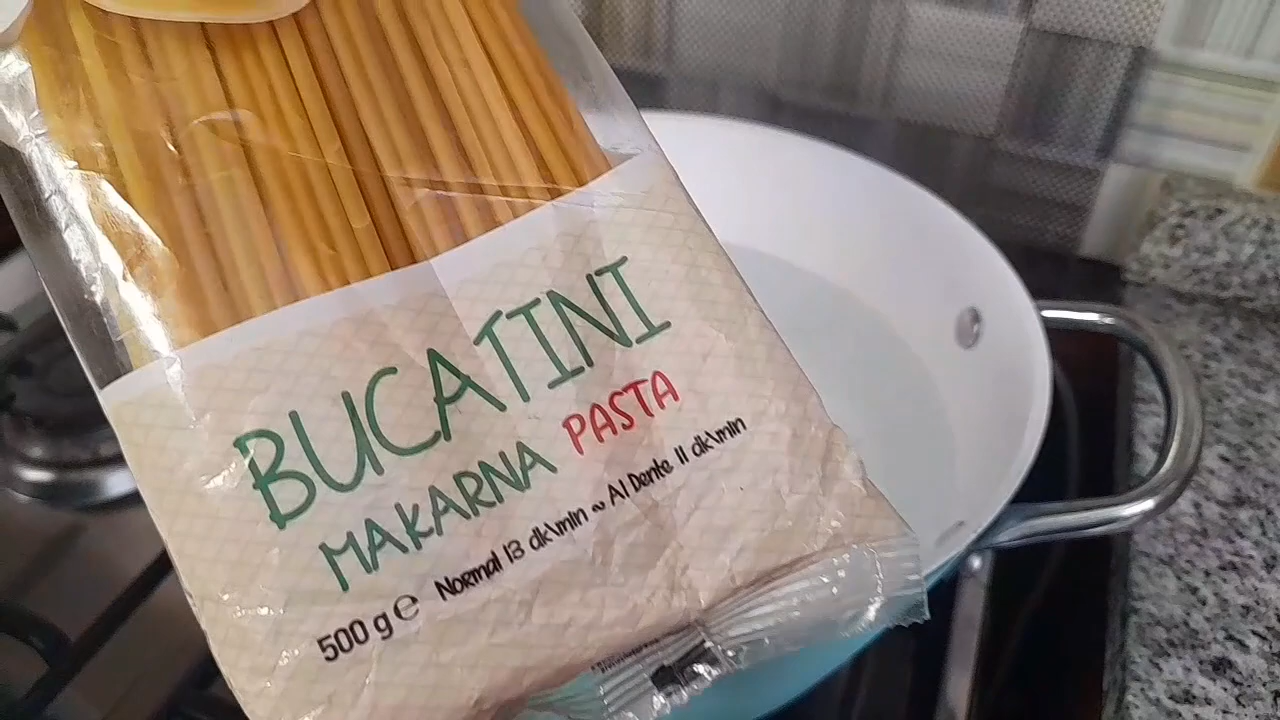 BUCATINI
MAKARNA PASTA
500 g ℮ Normal 13 dk\min ~ Al Dente 11 dk\min